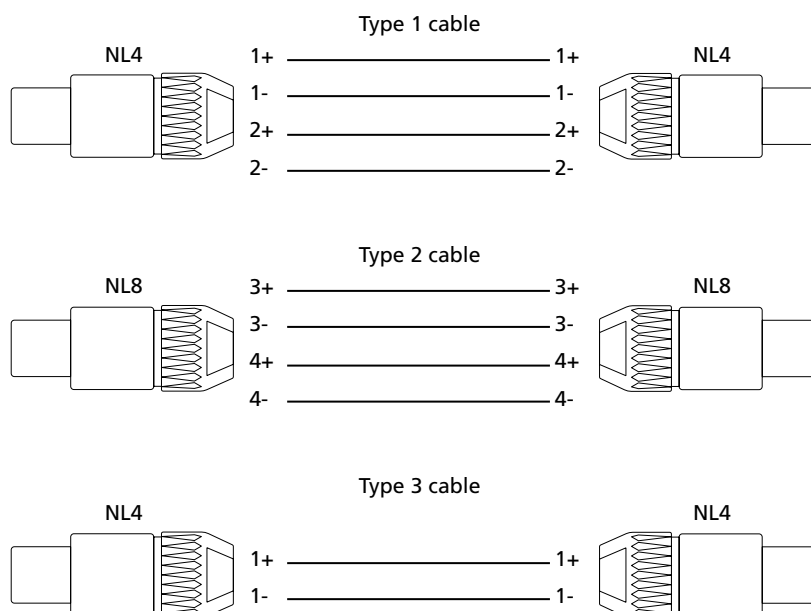 Type 1 cable
NL4 NL4
1+ 1+
1- 1-
2+ 2+
2- 2-
Type 2 cable
NL8 NL8
3+ 3+
3- 3-
4+ 4+
4- 4-
Type 3 cable
NL4 NL4
1+ 1+
1- 1-